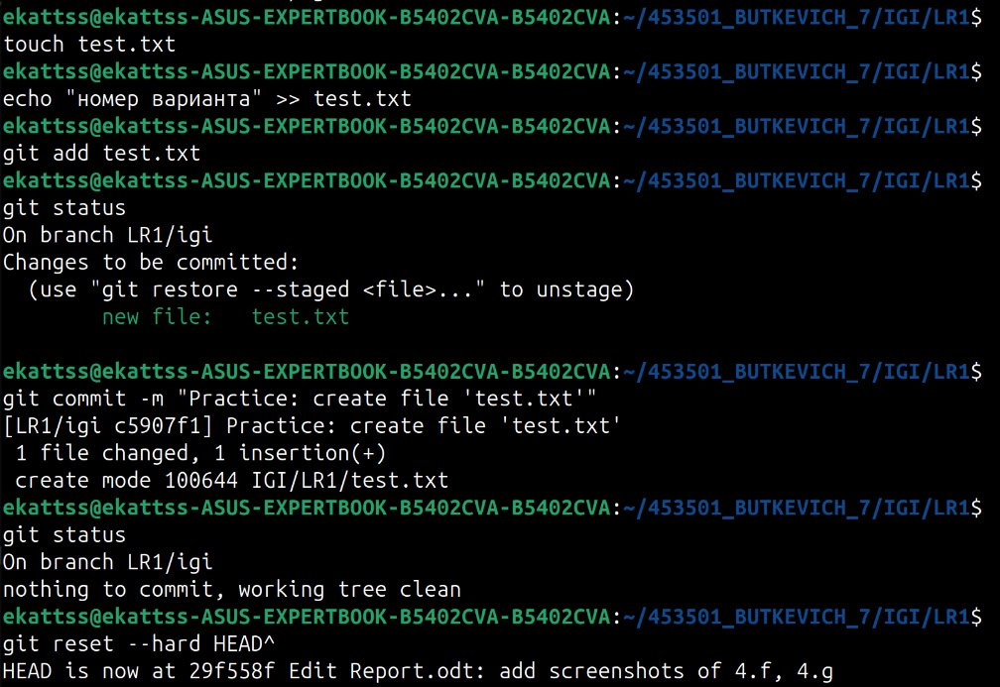 ekattss@ekattss-ASUS-EXPERTBOOK-B5402CVA-B5402CVA:~/453501_BUTKEVICH_7/IGI/LR1$
touch test.txt
ekattss@ekattss-ASUS-EXPERTBOOK-B5402CVA-B5402CVA:~/453501_BUTKEVICH_7/IGI/LR1$
echo "номер варианта" >> test.txt
ekattss@ekattss-ASUS-EXPERTBOOK-B5402CVA-B5402CVA:~/453501_BUTKEVICH_7/IGI/LR1$
git add test.txt
ekattss@ekattss-ASUS-EXPERTBOOK-B5402CVA-B5402CVA:~/453501_BUTKEVICH_7/IGI/LR1$
git status
On branch LR1/igi
Changes to be committed:
  (use "git restore --staged <file>..." to unstage)
        new file:   test.txt

ekattss@ekattss-ASUS-EXPERTBOOK-B5402CVA-B5402CVA:~/453501_BUTKEVICH_7/IGI/LR1$
git commit -m "Practice: create file 'test.txt'"
[LR1/igi c5907f1] Practice: create file 'test.txt'
 1 file changed, 1 insertion(+)
 create mode 100644 IGI/LR1/test.txt
ekattss@ekattss-ASUS-EXPERTBOOK-B5402CVA-B5402CVA:~/453501_BUTKEVICH_7/IGI/LR1$
git status
On branch LR1/igi
nothing to commit, working tree clean
ekattss@ekattss-ASUS-EXPERTBOOK-B5402CVA-B5402CVA:~/453501_BUTKEVICH_7/IGI/LR1$
git reset --hard HEAD^
HEAD is now at 29f558f Edit Report.odt: add screenshots of 4.f, 4.g